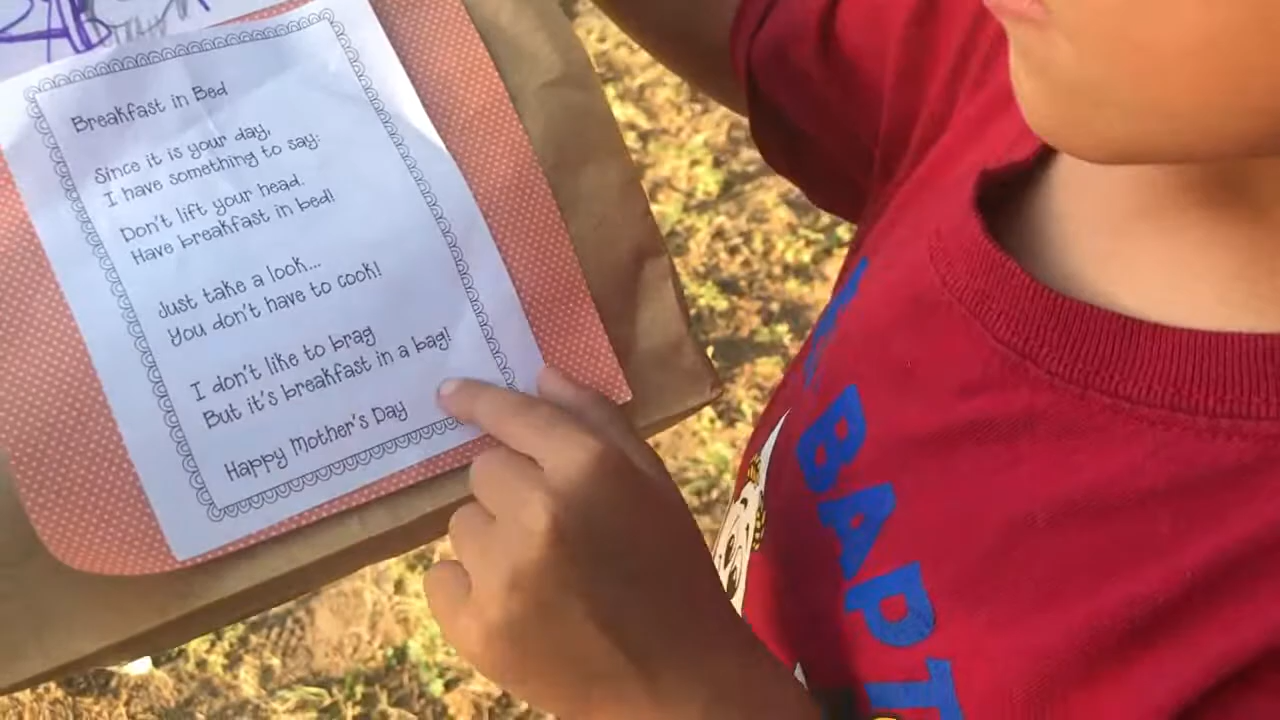 Breakfast in Bed
Since it is your day,
I have something to say:
Don't lift your head.
Have breakfast in bed!
Just take a look...
You don't have to cook!
I don't like to brag
But it's breakfast in a bag!
Happy Mother's Day
BAPT